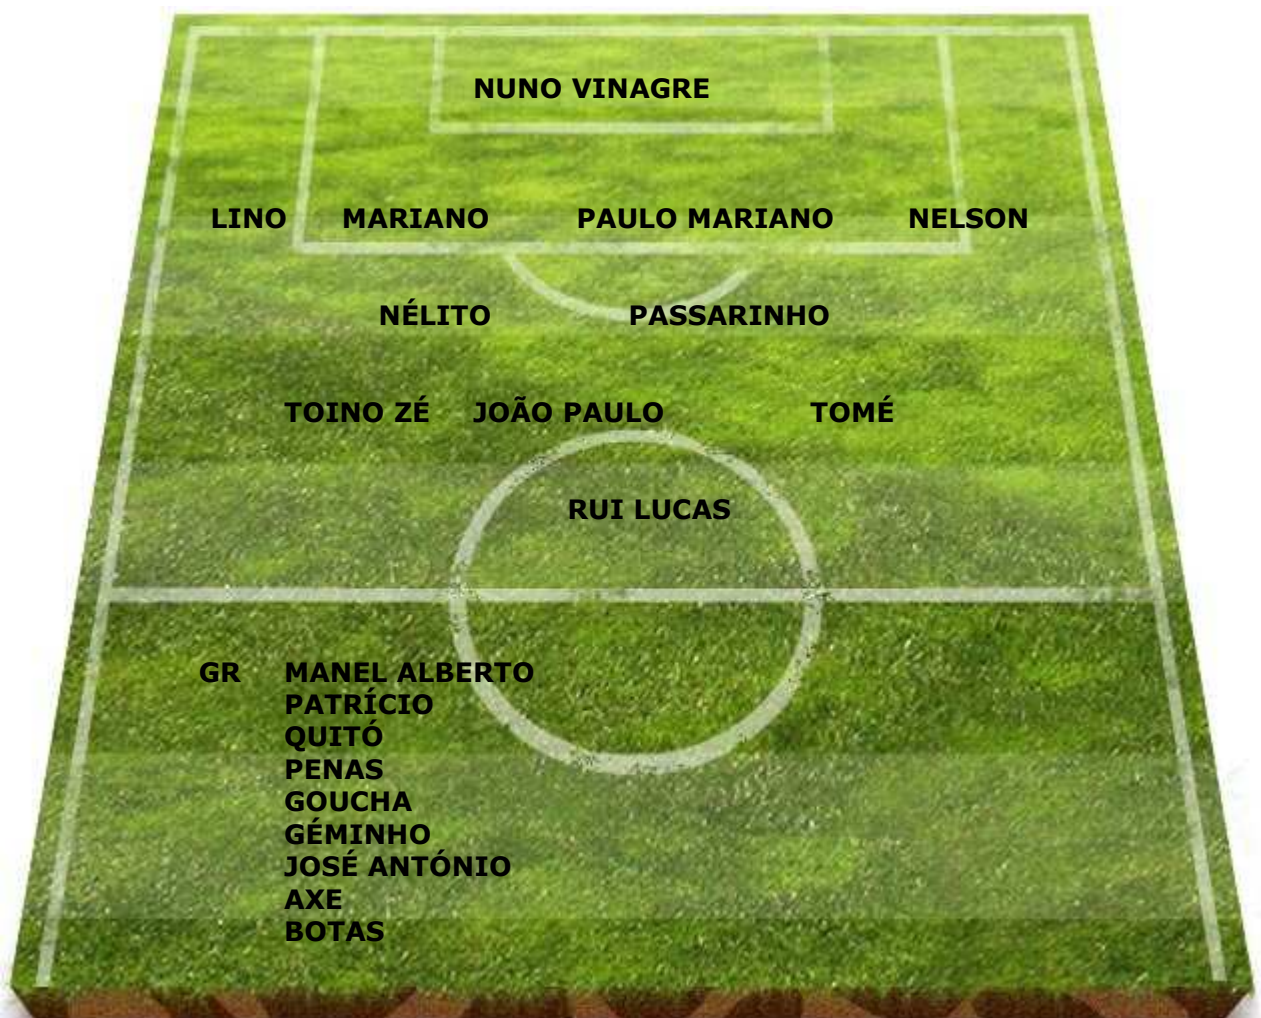 NUNO VINAGRE
LINO MARIANO PAULO MARIANO NELSON
NÉLITO PASSARINHO
TOINO ZÉ JOÃO PAULO TOMÉ
RUI LUCAS
GR MANEL ALBERTO
PATRÍCIO
QUITÓ
PENAS
GOUCHA
GÉMINHO
JOSÉ ANTÓNIO
AXE
BOTAS